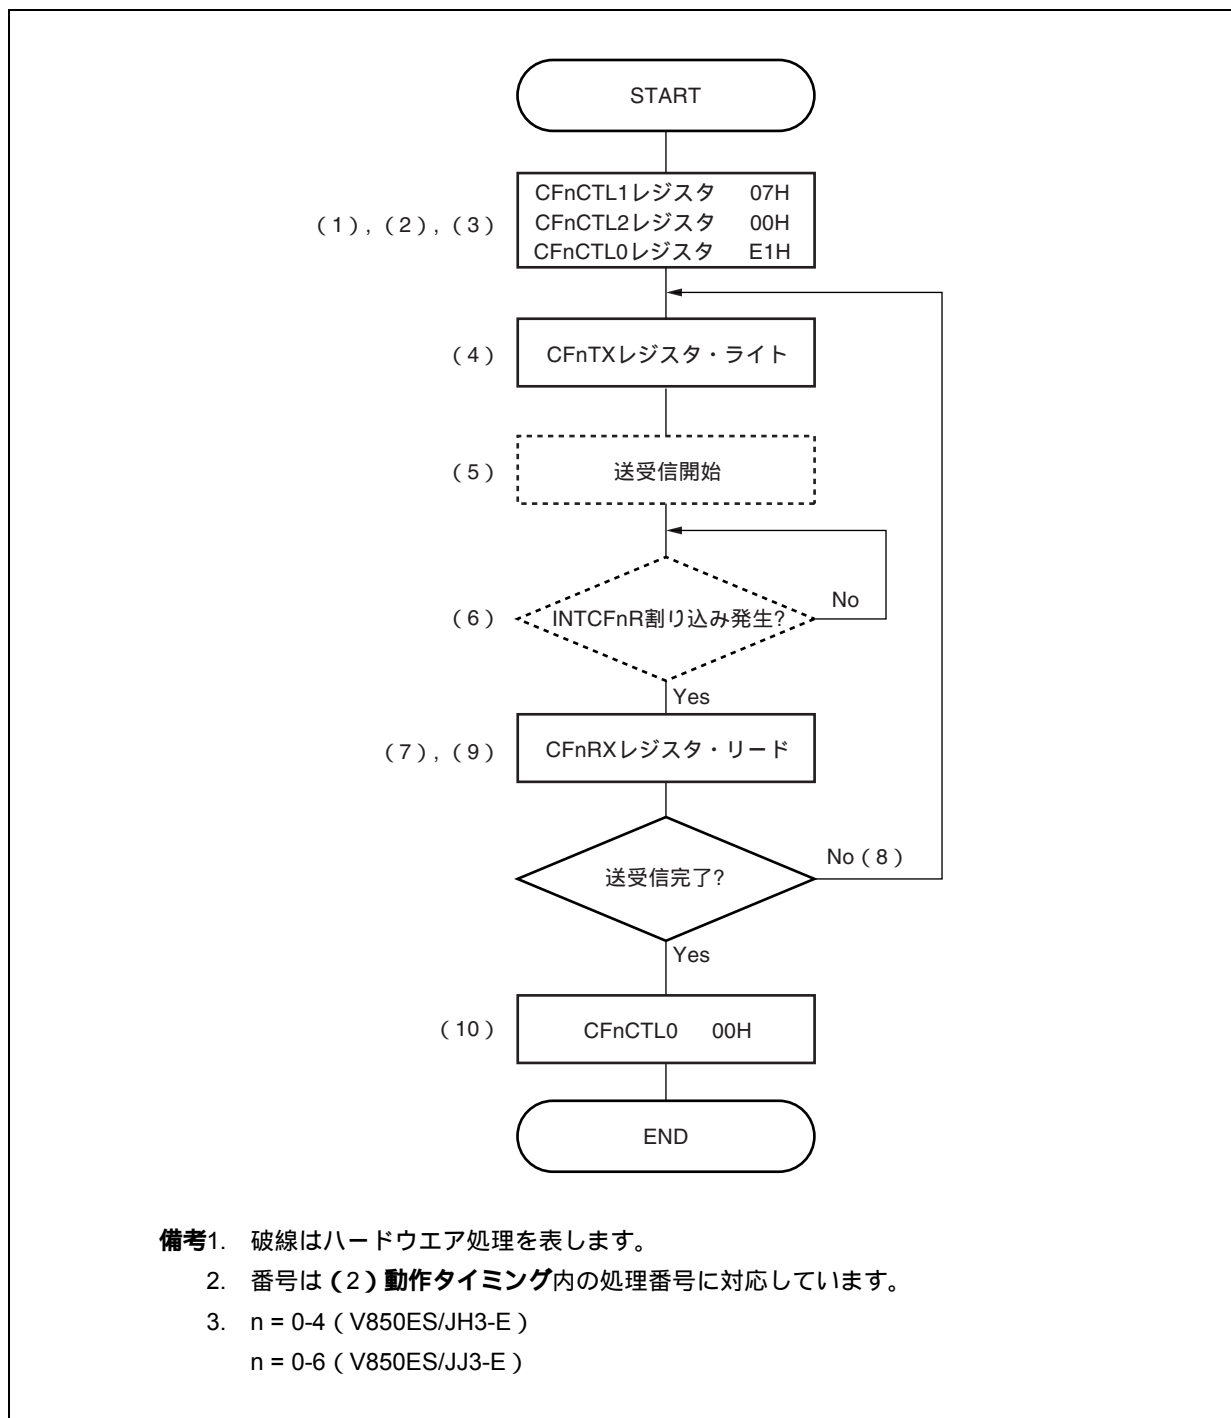 START
(1), (2), (3)
CFnCTL1レジスタ 07H
CFnCTL2レジスタ 00H
CFnCTL0レジスタ E1H
(4) CFnTXレジスタ・ライト
(5) 送受信開始
(6) INTCFnR割り込み発生?
No
Yes
(7), (9) CFnRXレジスタ・リード
送受信完了?
No(8)
Yes
(10) CFnCTL0 00H
END
備考1. 破線はハードウエア処理を表します。
2. 番号は(2)動作タイミング内の処理番号に対応しています。
3. n = 0-4(V850ES/JH3-E)
n = 0-6(V850ES/JJ3-E)